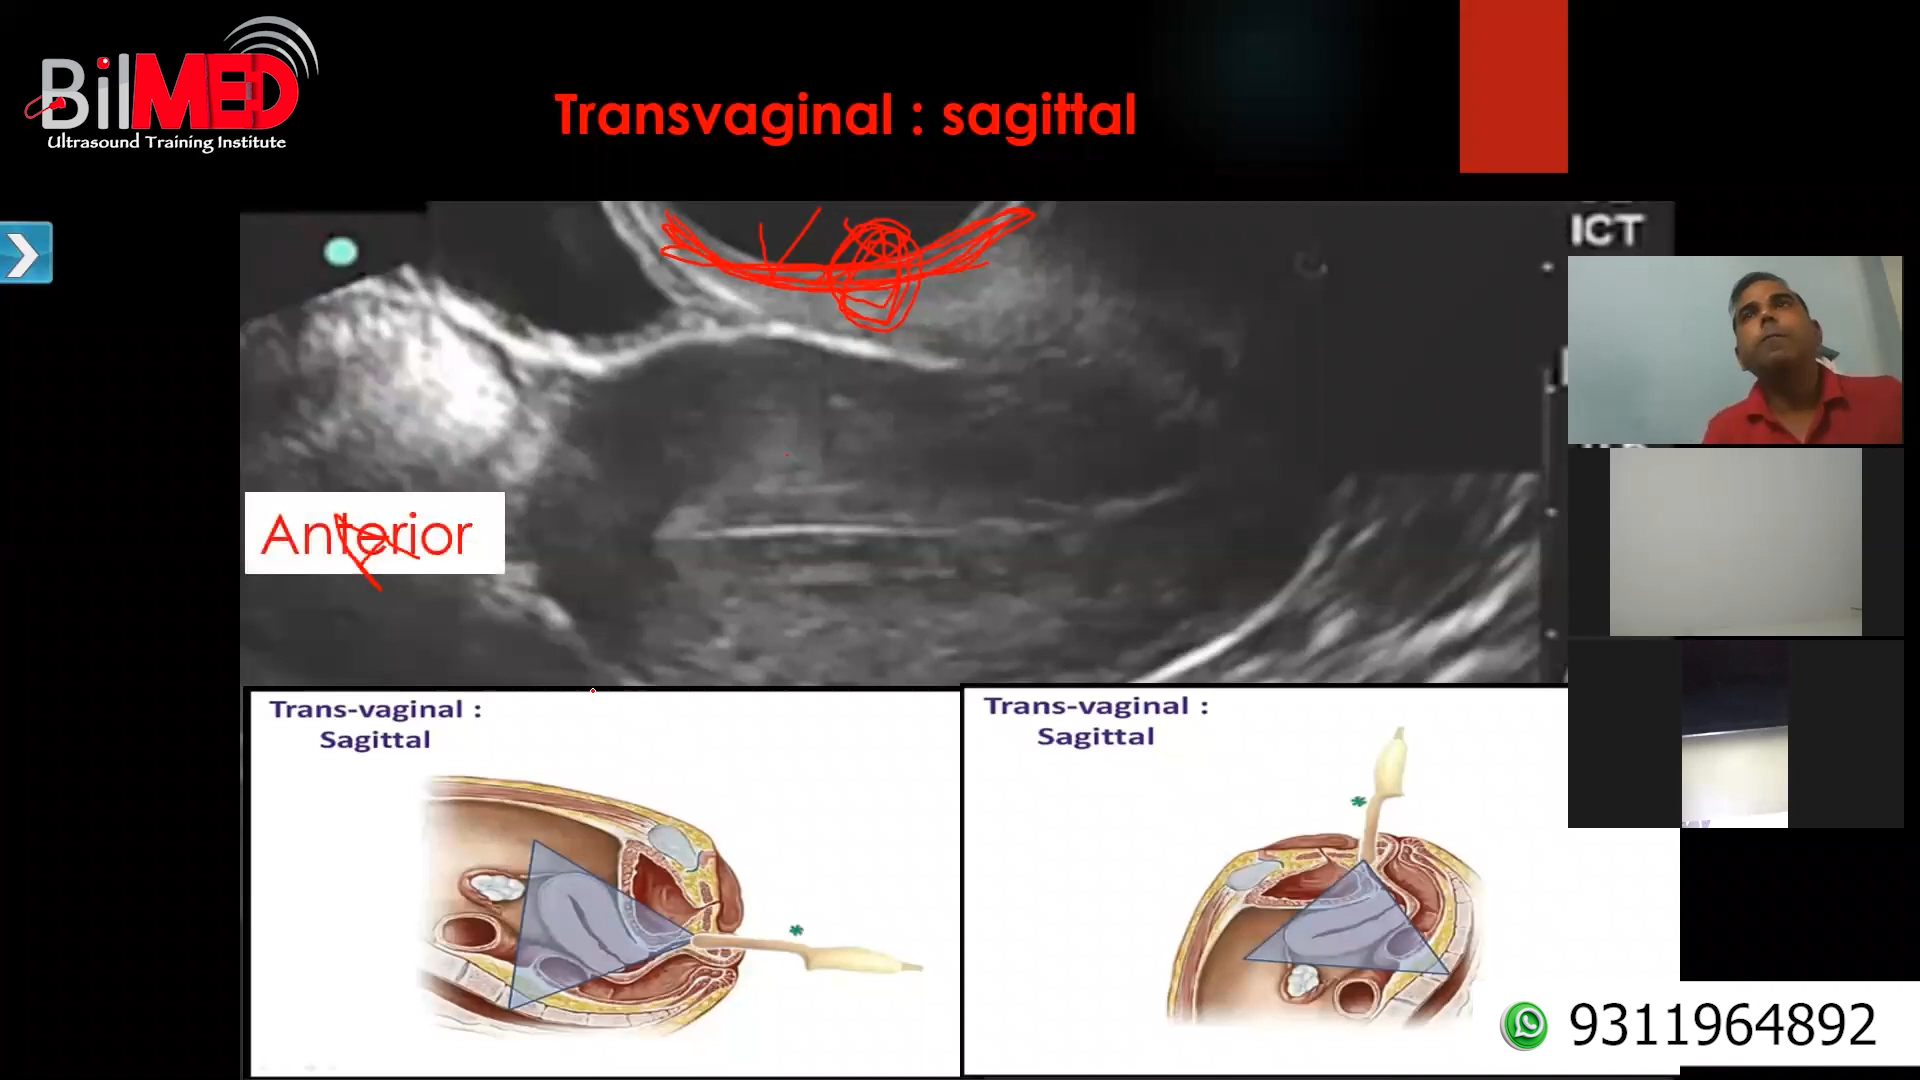 BilMED
Ultrasound Training Institute
Transvaginal : sagittal
ICT
Anterior
Trans-vaginal :
Sagittal
Trans-vaginal :
Sagittal
9311964892